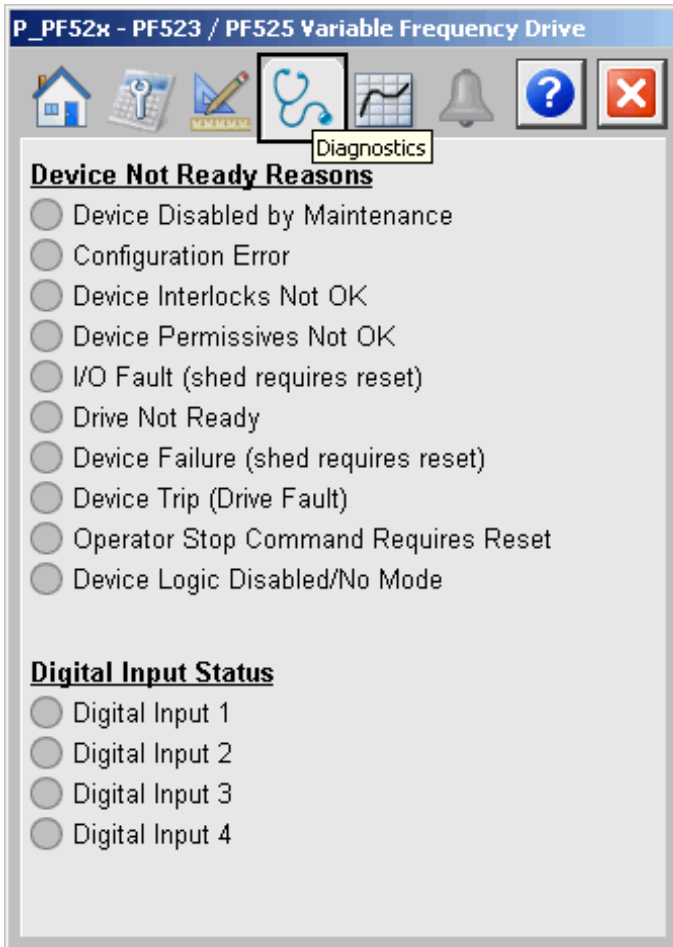 P_PF52x - PF523 / PF525 Variable Frequency Drive
Diagnostics
Device Not Ready Reasons
Device Disabled by Maintenance
Configuration Error
Device Interlocks Not OK
Device Permissives Not OK
I/O Fault (shed requires reset)
Drive Not Ready
Device Failure (shed requires reset)
Device Trip (Drive Fault)
Operator Stop Command Requires Reset
Device Logic Disabled/No Mode
Digital Input Status
Digital Input 1
Digital Input 2
Digital Input 3
Digital Input 4